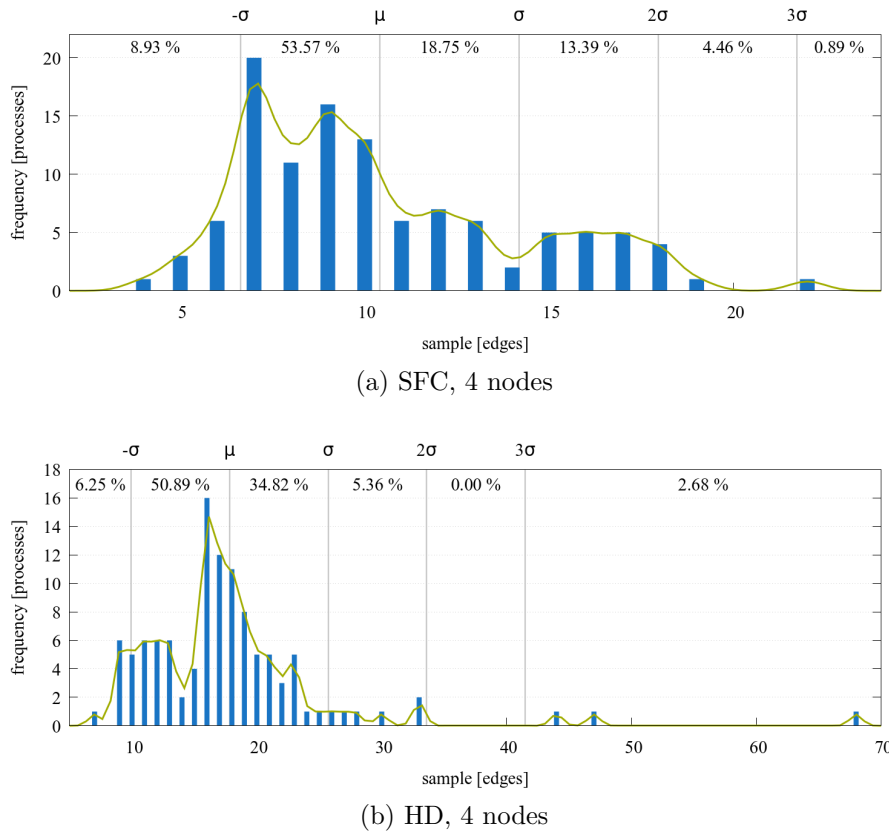 -σ μ σ 2σ 3σ
8.93 % 53.57 % 18.75 % 13.39 % 4.46 % 0.89 %
20
15
10
5
0
frequency [processes]
5 10 15 20
sample [edges]
(a) SFC, 4 nodes
-σ μ σ 2σ 3σ
6.25 % 50.89 % 34.82 % 5.36 % 0.00 % 2.68 %
18
16
14
12
10
8
6
4
2
0
frequency [processes]
10 20 30 40 50 60 70
sample [edges]
(b) HD, 4 nodes